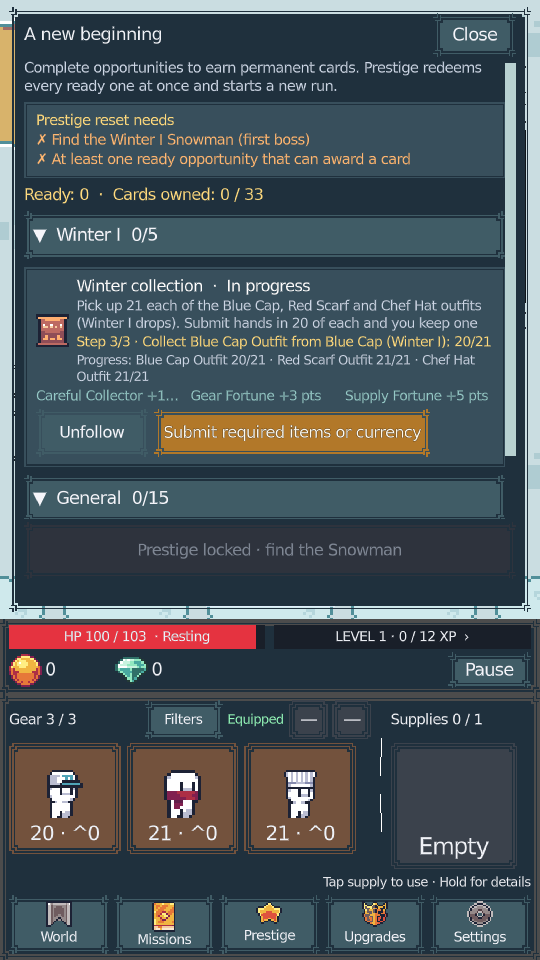 A new beginning
Close
Complete opportunities to earn permanent cards. Prestige redeems
every ready one at once and starts a new run.
Prestige reset needs
✗ Find the Winter I Snowman (first boss)
✗ At least one ready opportunity that can award a card
Ready: 0 · Cards owned: 0 / 33
▼ Winter I 0/5
Winter collection · In progress
Pick up 21 each of the Blue Cap, Red Scarf and Chef Hat outfits
(Winter I drops). Submit hands in 20 of each and you keep one
Step 3/3 · Collect Blue Cap Outfit from Blue Cap (Winter I): 20/21
Progress: Blue Cap Outfit 20/21 · Red Scarf Outfit 21/21 · Chef Hat
Outfit 21/21
Careful Collector +1... Gear Fortune +3 pts Supply Fortune +5 pts
Unfollow Submit required items or currency
▼ General 0/15
Prestige locked · find the Snowman
HP 100 / 103 · Resting LEVEL 1 · 0 / 12 XP ›
0 0 Pause
Gear 3 / 3 Filters Equipped — — Supplies 0 / 1
20 · ^0 21 · ^0 21 · ^0 Empty
Tap supply to use · Hold for details
World Missions Prestige Upgrades Settings